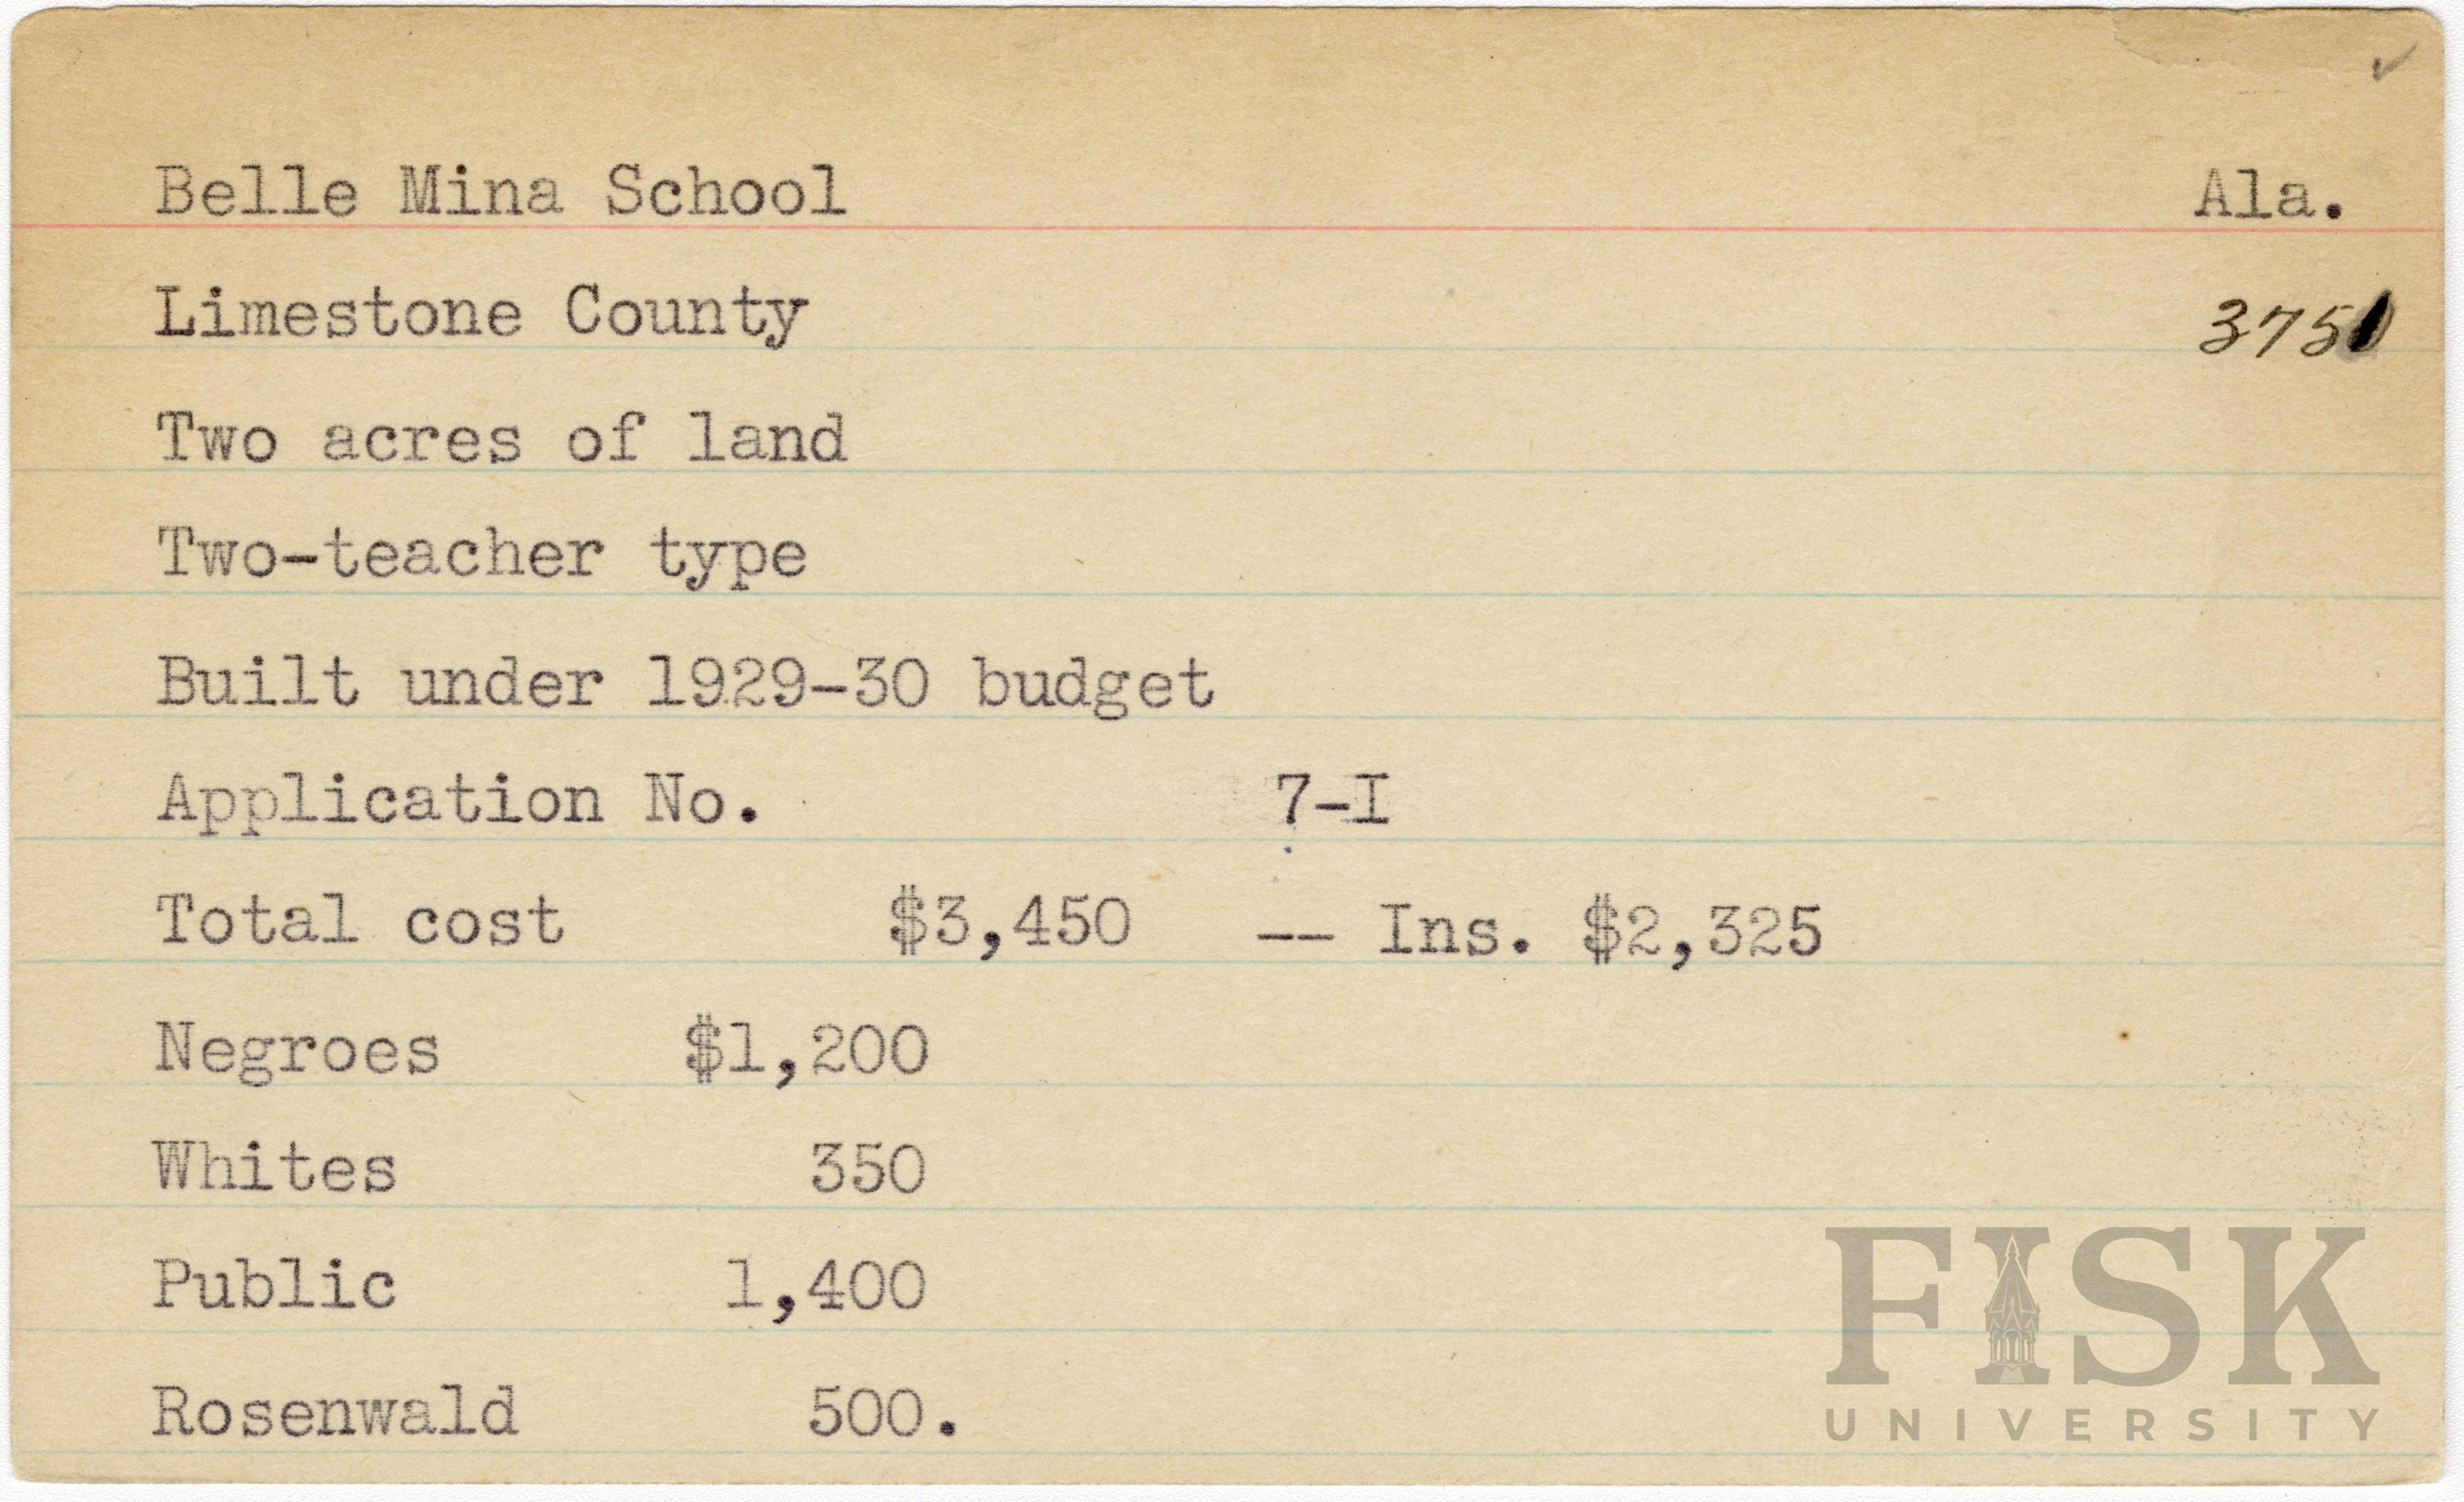 Belle Mina School Ala.
Limestone County 3751
Two acres of land
Two-teacher type
Built under 1929-30 budget
Application No. 7-I
Total cost $3,450 -- Ins. $2,325
Negroes $1,200
Whites 350
Public 1,400
Rosenwald 500.
FISK
UNIVERSITY